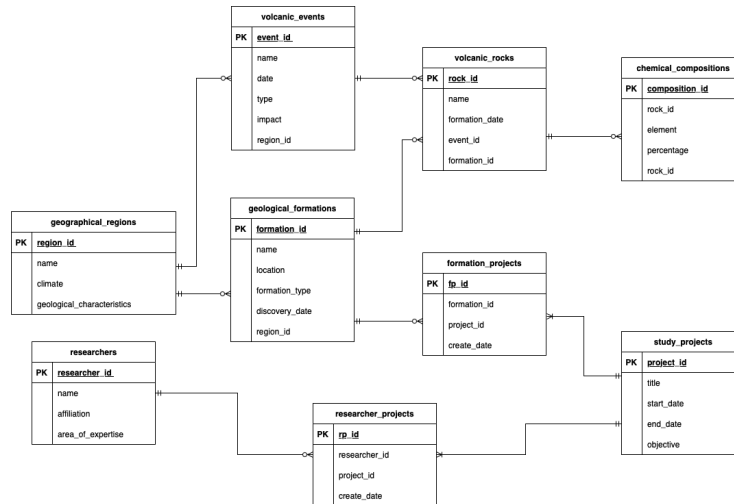 volcanic_events
PK event_id
name
date
type
impact
region_id
volcanic_rocks
PK rock_id
name
formation_date
event_id
formation_id
chemical_compositions
PK composition_id
rock_id
element
percentage
rock_id
geographical_regions
PK region_id
name
climate
geological_characteristics
geological_formations
PK formation_id
name
location
formation_type
discovery_date
region_id
formation_projects
PK fp_id
formation_id
project_id
create_date
study_projects
PK project_id
title
start_date
end_date
objective
researchers
PK researcher_id
name
affiliation
area_of_expertise
researcher_projects
PK rp_id
researcher_id
project_id
create_date